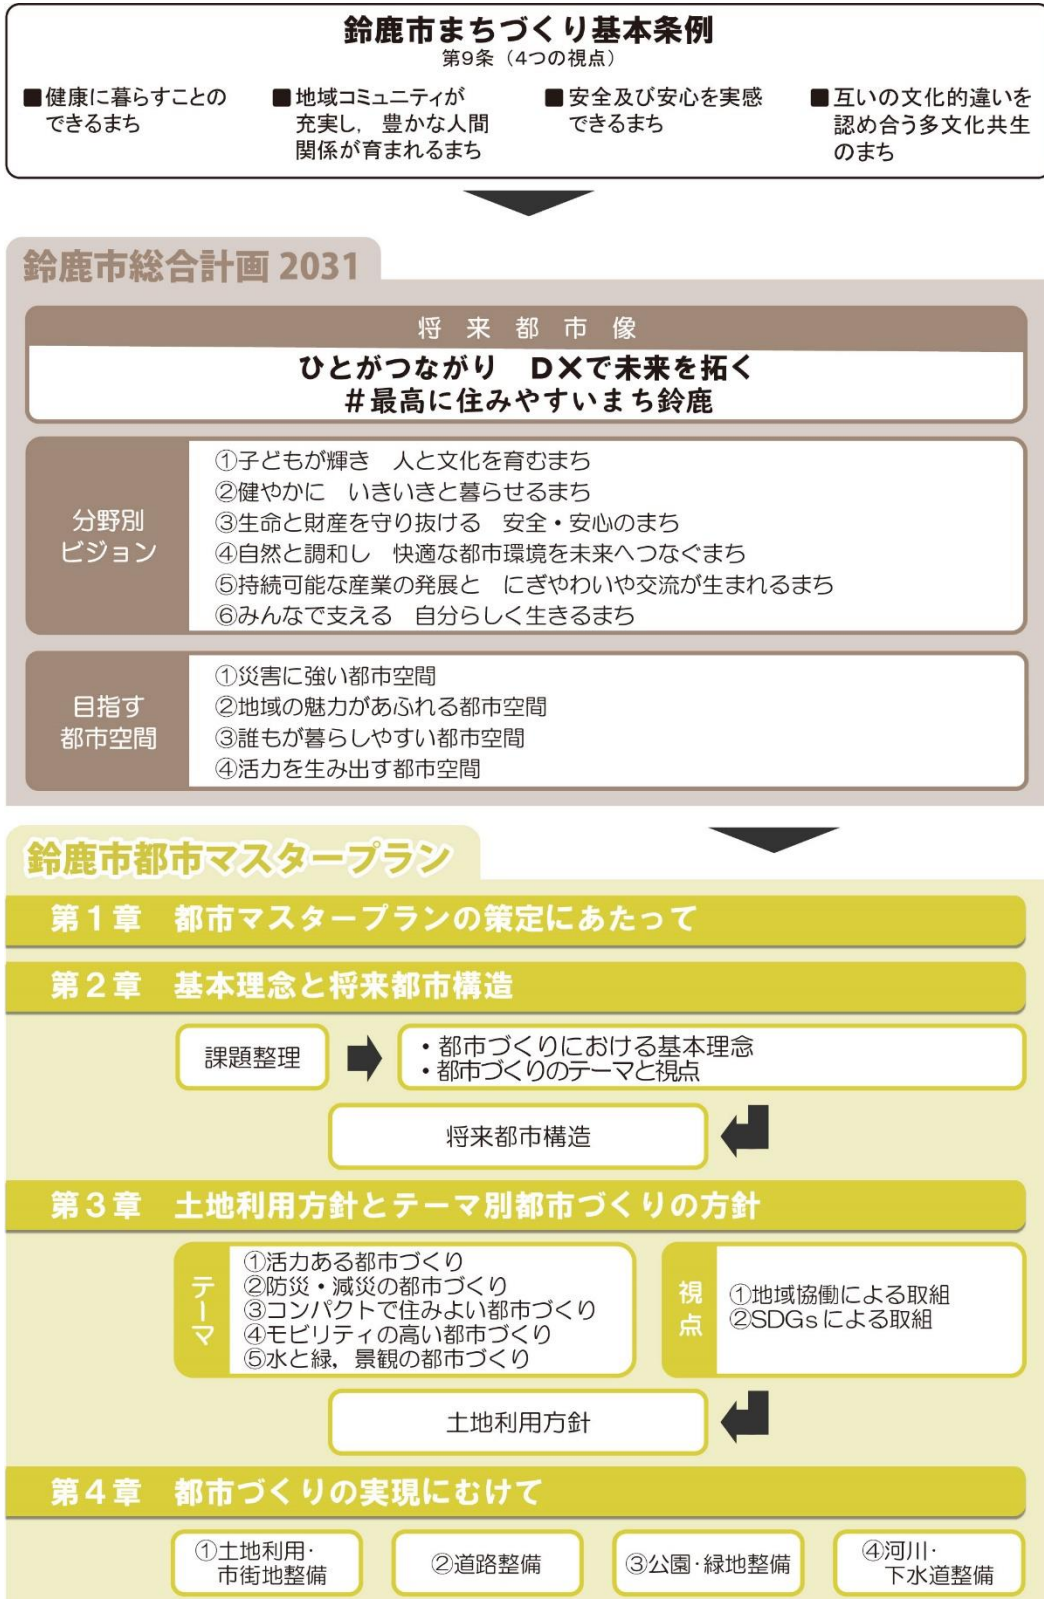 鈴鹿市まちづくり基本条例
第9条（4つの視点）
■健康に暮らすことの
できるまち
■地域コミュニティが
充実し，豊かな人間
関係が育まれるまち
■安全及び安心を実感
できるまち
■互いの文化的違いを
認め合う多文化共生
のまち
鈴鹿市総合計画 2031
将来都市像
ひとがつながり　DXで未来を拓く
＃最高に住みやすいまち鈴鹿
分野別
ビジョン
①子どもが輝き　人と文化を育むまち
②健やかに　いきいきと暮らせるまち
③生命と財産を守り抜ける　安全・安心のまち
④自然と調和し　快適な都市環境を未来へつなぐまち
⑤持続可能な産業の発展と　にぎやわいや交流が生まれるまち
⑥みんなで支える　自分らしく生きるまち
目指す
都市空間
①災害に強い都市空間
②地域の魅力があふれる都市空間
③誰もが暮らしやすい都市空間
④活力を生み出す都市空間
鈴鹿市都市マスタープラン
第１章　都市マスタープランの策定にあたって
第２章　基本理念と将来都市構造
課題整理
・都市づくりにおける基本理念
・都市づくりのテーマと視点
将来都市構造
第３章　土地利用方針とテーマ別都市づくりの方針
テーマ
①活力ある都市づくり
②防災・減災の都市づくり
③コンパクトで住みよい都市づくり
④モビリティの高い都市づくり
⑤水と緑，景観の都市づくり
視点
①地域協働による取組
②SDGsによる取組
土地利用方針
第４章　都市づくりの実現にむけて
①土地利用・
市街地整備
②道路整備
③公園・緑地整備
④河川・
下水道整備